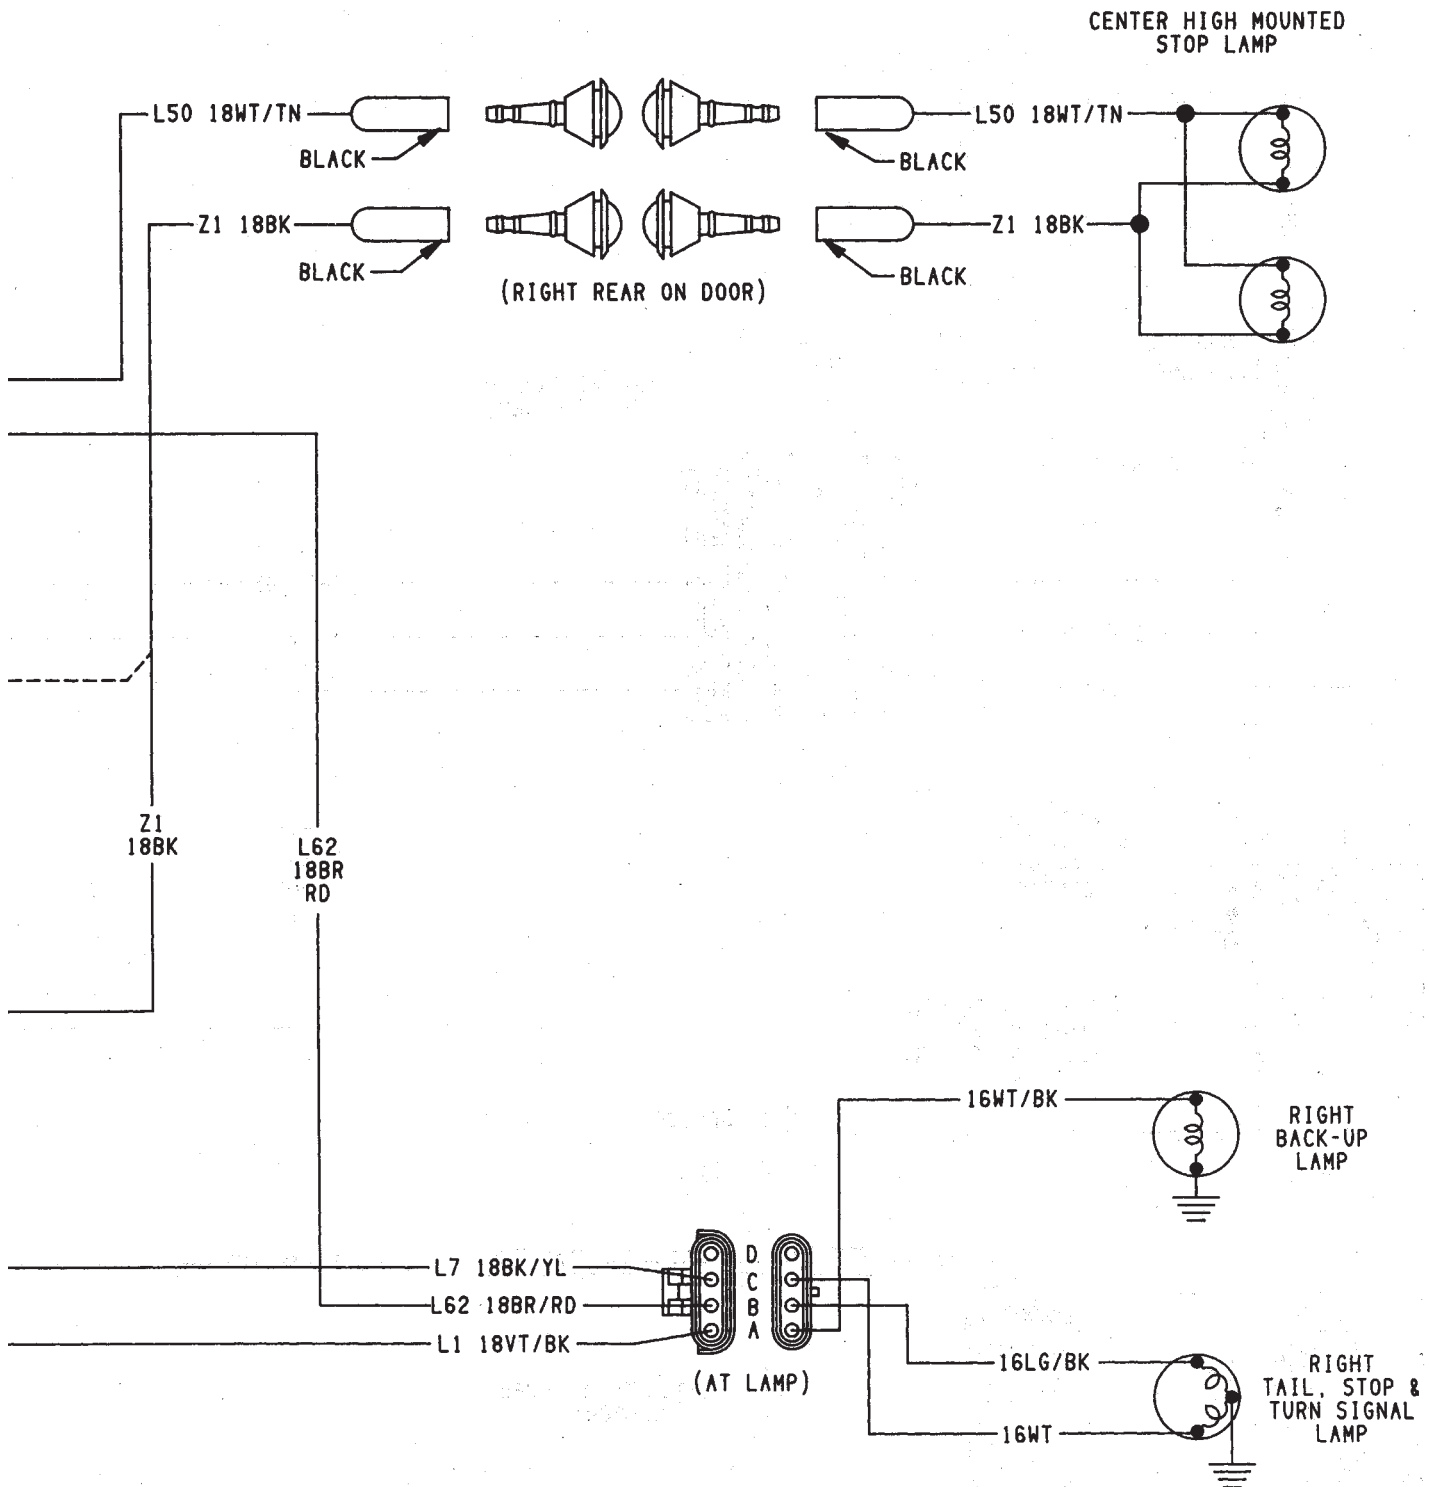 CENTER HIGH MOUNTED
STOP LAMP
L50 18WT/TN
L50 18WT/TN
BLACK
BLACK
Z1 18BK
Z1 18BK
BLACK
BLACK
(RIGHT REAR ON DOOR)
Z1
18BK
L62
18BR
RD
16WT/BK
RIGHT
BACK-UP
LAMP
D
L7 18BK/YL
C
L62 18BR/RD
B
L1 18VT/BK
A
(AT LAMP)
16LG/BK
RIGHT
TAIL, STOP &
TURN SIGNAL
LAMP
16WT